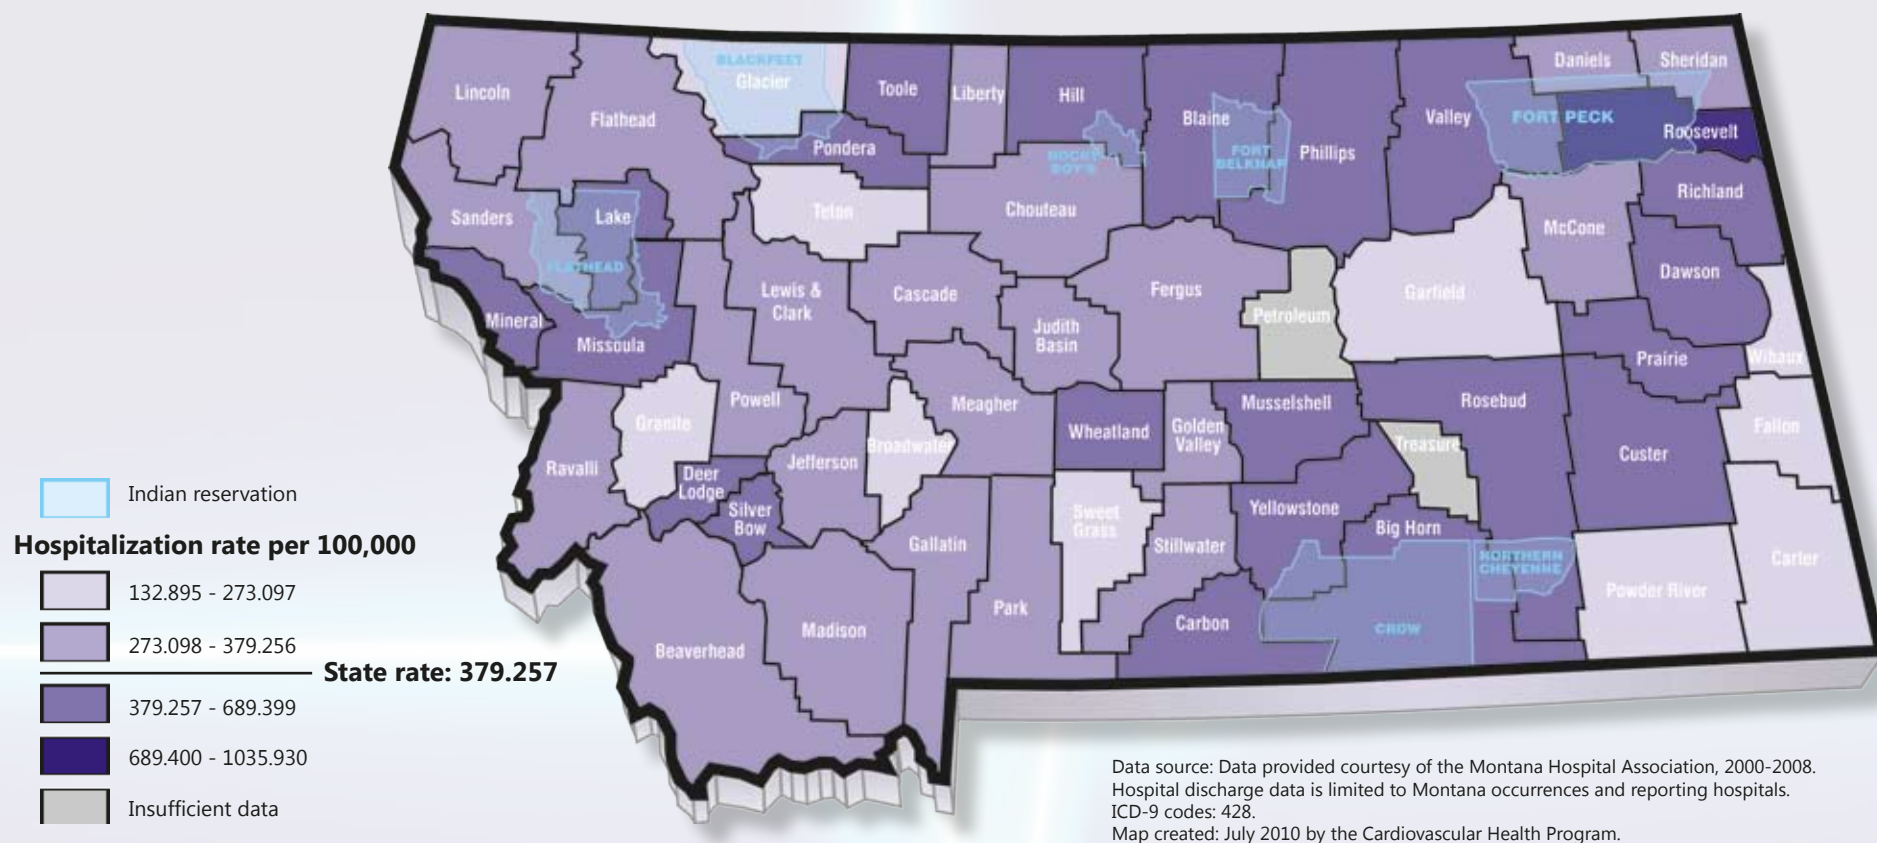 BLACKFEET
Glacier
Lincoln
Flathead
Toole
Liberty
Hill
Blaine
Phillips
Valley
Daniels
Sheridan
FORT PECK
Roosevelt
Pondera
ROCKY
BOY'S
FORT
BELKNAP
Richland
Sanders
Lake
Teton
Chouteau
McCone
FLATHEAD
Dawson
Lewis &
Clark
Cascade
Fergus
Garfield
Petroleum
Mineral
Missoula
Judith
Basin
Prairie
Wibaux
Powell
Meagher
Musselshell
Rosebud
Granite
Wheatland
Golden
Valley
Treasure
Fallon
Broadwater
Jefferson
Ravalli
Deer
Lodge
Custer
Silver
Bow
Yellowstone
Sweet
Grass
Big Horn
Gallatin
Stillwater
NORTHERN
CHEYENNE
Carter
Powder River
Park
Carbon
CROW
Madison
Beaverhead
Indian reservation
Hospitalization rate per 100,000
132.895 - 273.097
273.098 - 379.256
State rate: 379.257
379.257 - 689.399
689.400 - 1035.930
Insufficient data
Data source: Data provided courtesy of the Montana Hospital Association, 2000-2008.
Hospital discharge data is limited to Montana occurrences and reporting hospitals.
ICD-9 codes: 428.
Map created: July 2010 by the Cardiovascular Health Program.